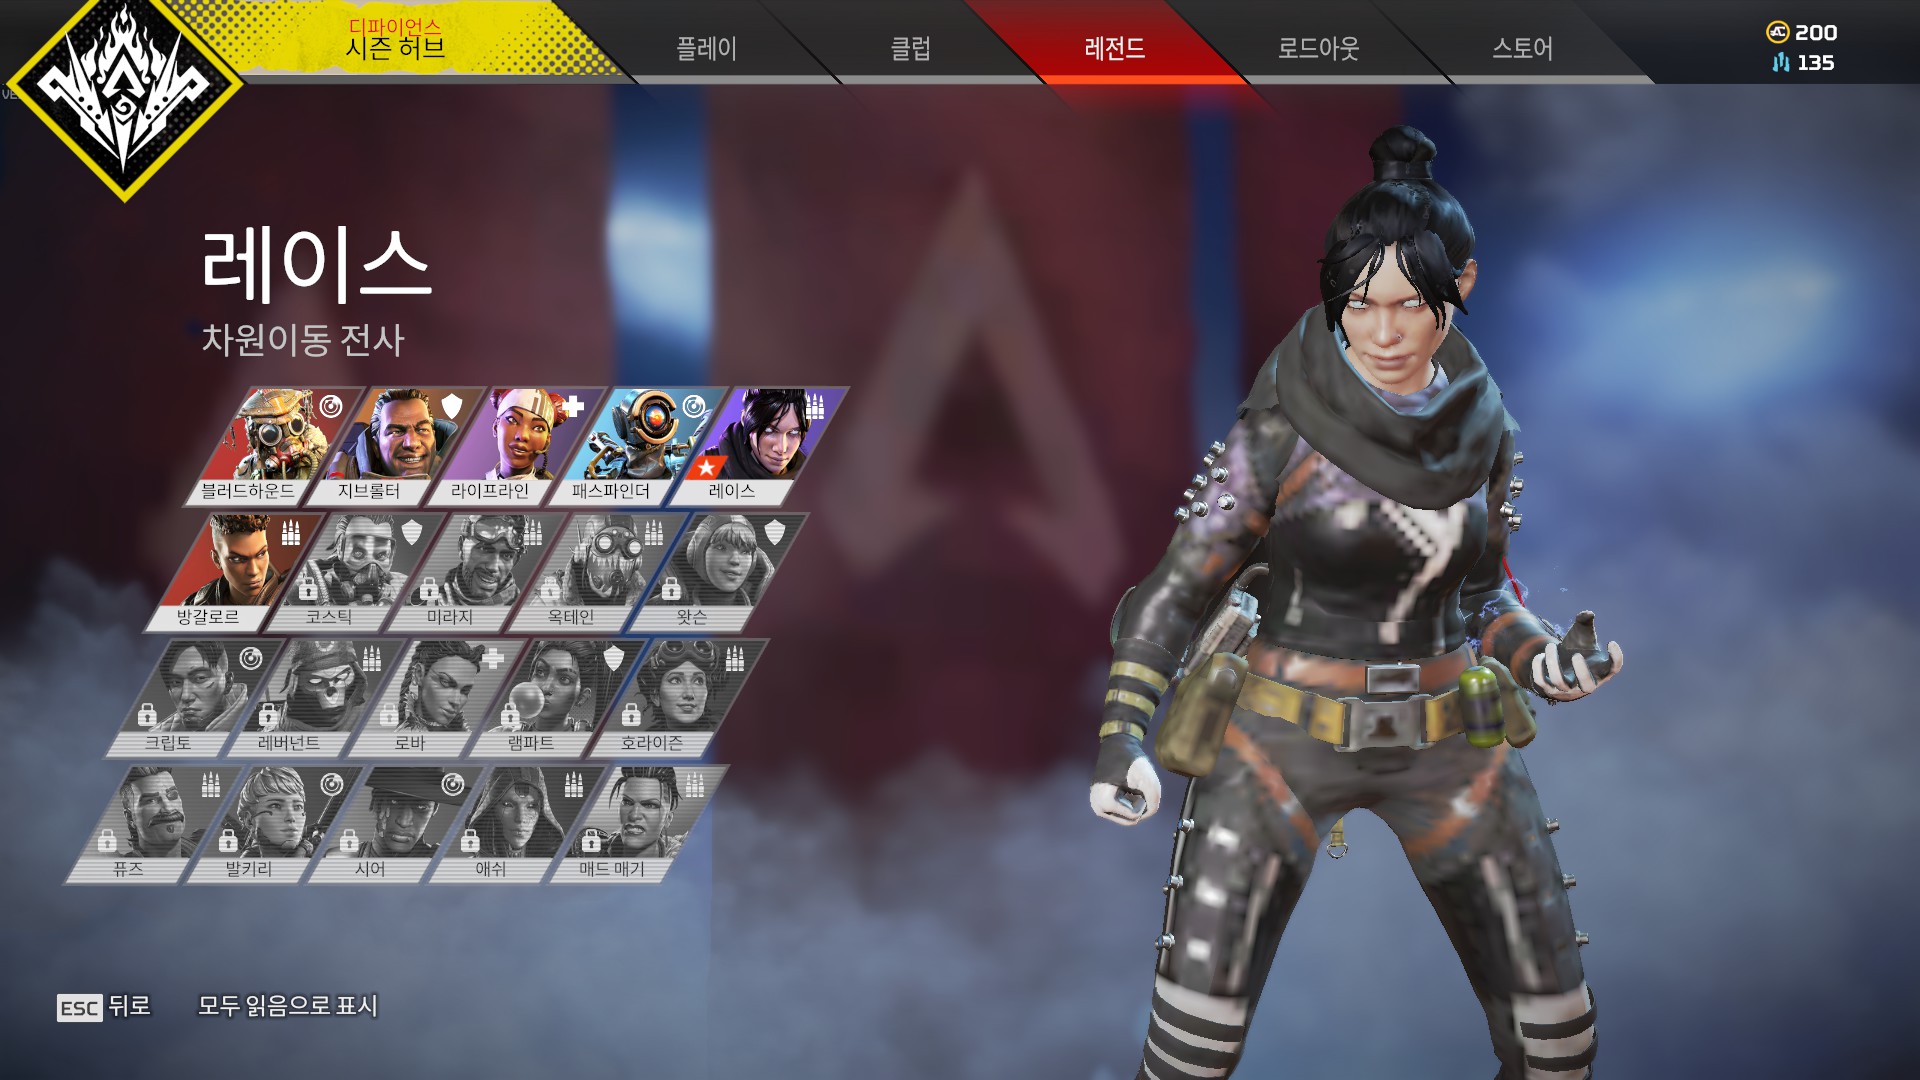 디파이언스
시즌 허브
플레이
클럽
레전드
로드아웃
스토어
200
135
레이스
차원이동 전사
블러드하운드
지브롤터
라이프라인
패스파인더
레이스
방갈로르
코스틱
미라지
옥테인
왓슨
크립토
레버넌트
로바
램파트
호라이즌
퓨즈
발키리
시어
애쉬
매드 매기
ESC 뒤로
모두 읽음으로 표시